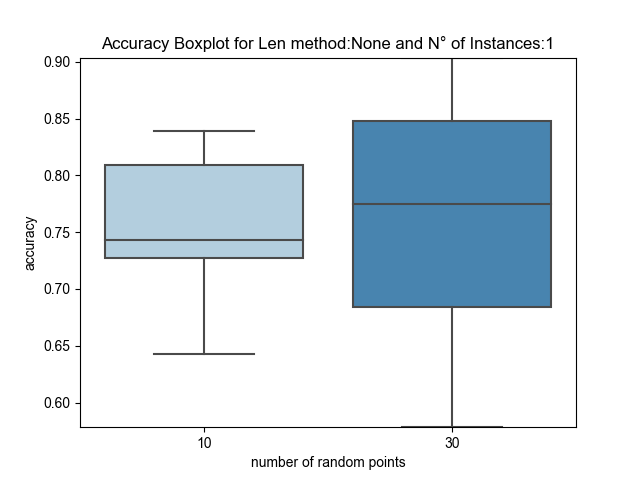 Accuracy Boxplot for Len method:None and N° of Instances:1
0.90
0.85
0.80
0.75
0.70
0.65
0.60
accuracy
10 30
number of random points